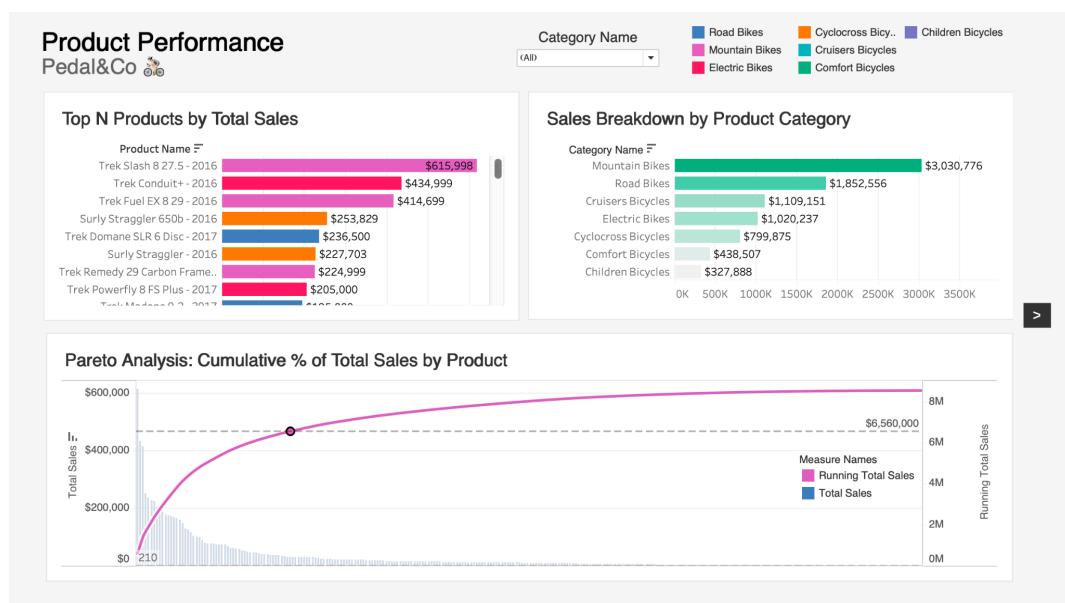 Product Performance
Pedal&Co
Category Name
(All)
Road Bikes
Mountain Bikes
Electric Bikes
Cyclocross Bicy..
Cruisers Bicycles
Comfort Bicycles
Children Bicycles
Top N Products by Total Sales
Product Name
Trek Slash 8 27.5 - 2016 $615,998
Trek Conduit+ - 2016 $434,999
Trek Fuel EX 8 29 - 2016 $414,699
Surly Straggler 650b - 2016 $253,829
Trek Domane SLR 6 Disc - 2017 $236,500
Surly Straggler - 2016 $227,703
Trek Remedy 29 Carbon Frame.. $224,999
Trek Powerfly 8 FS Plus - 2017 $205,000
Sales Breakdown by Product Category
Category Name
Mountain Bikes $3,030,776
Road Bikes $1,852,556
Cruisers Bicycles $1,109,151
Electric Bikes $1,020,237
Cyclocross Bicycles $799,875
Comfort Bicycles $438,507
Children Bicycles $327,888
0K 500K 1000K 1500K 2000K 2500K 3000K 3500K
>
Pareto Analysis: Cumulative % of Total Sales by Product
Total Sales
$600,000
$400,000
$200,000
$0
210
$6,560,000
Measure Names
Running Total Sales
Total Sales
8M
6M
4M
2M
0M
Running Total Sales